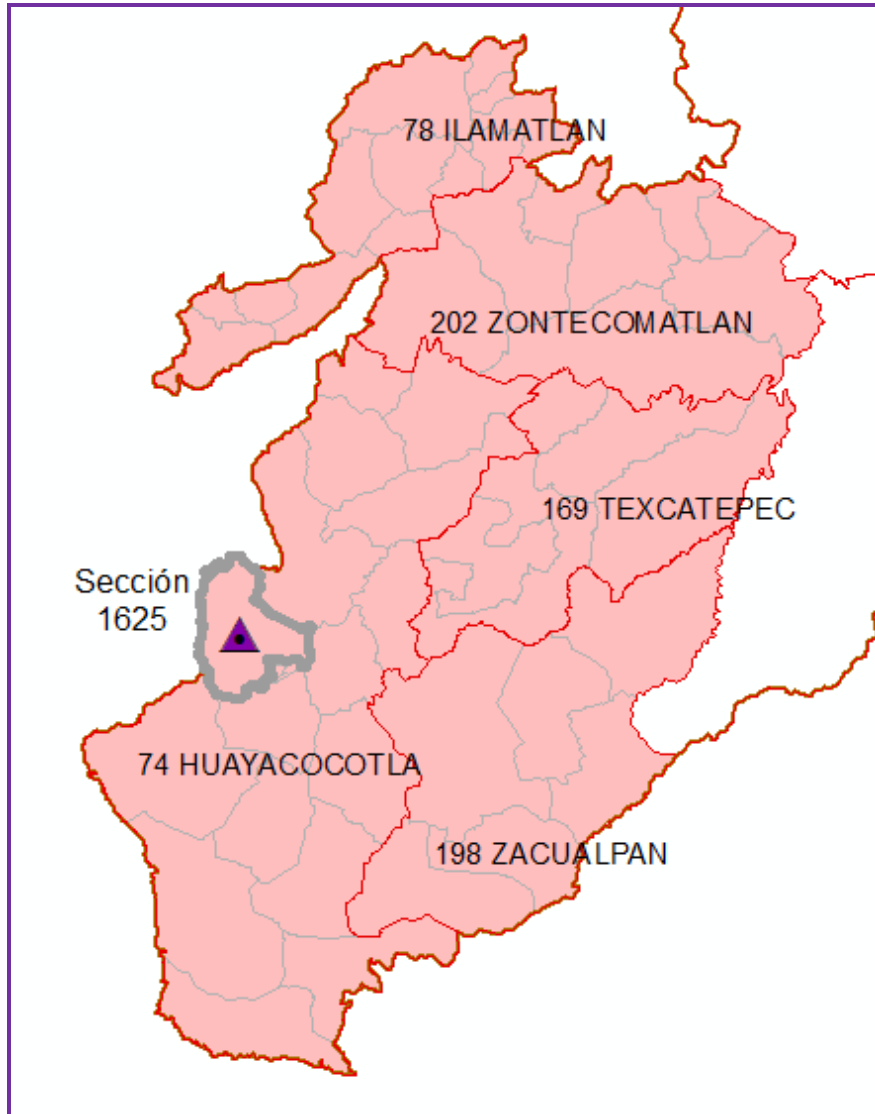 78 ILAMATLAN
202 ZONTECOMATLAN
169 TEXCATEPEC
Sección
1625
74 HUAYACOCOTLA
198 ZACUALPAN